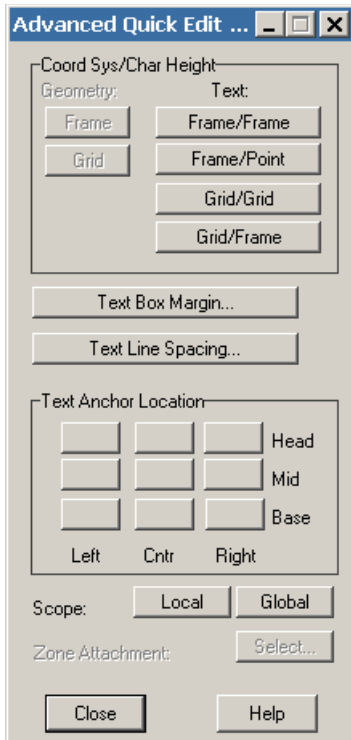 Advanced Quick Edit ...
Coord Sys/Char Height
Geometry: Text:
Frame Frame/Frame
Grid Frame/Point
Grid/Grid
Grid/Frame
Text Box Margin...
Text Line Spacing...
Text Anchor Location
Head
Mid
Base
Left Cntr Right
Scope: Local Global
Zone Attachment: Select...
Close Help